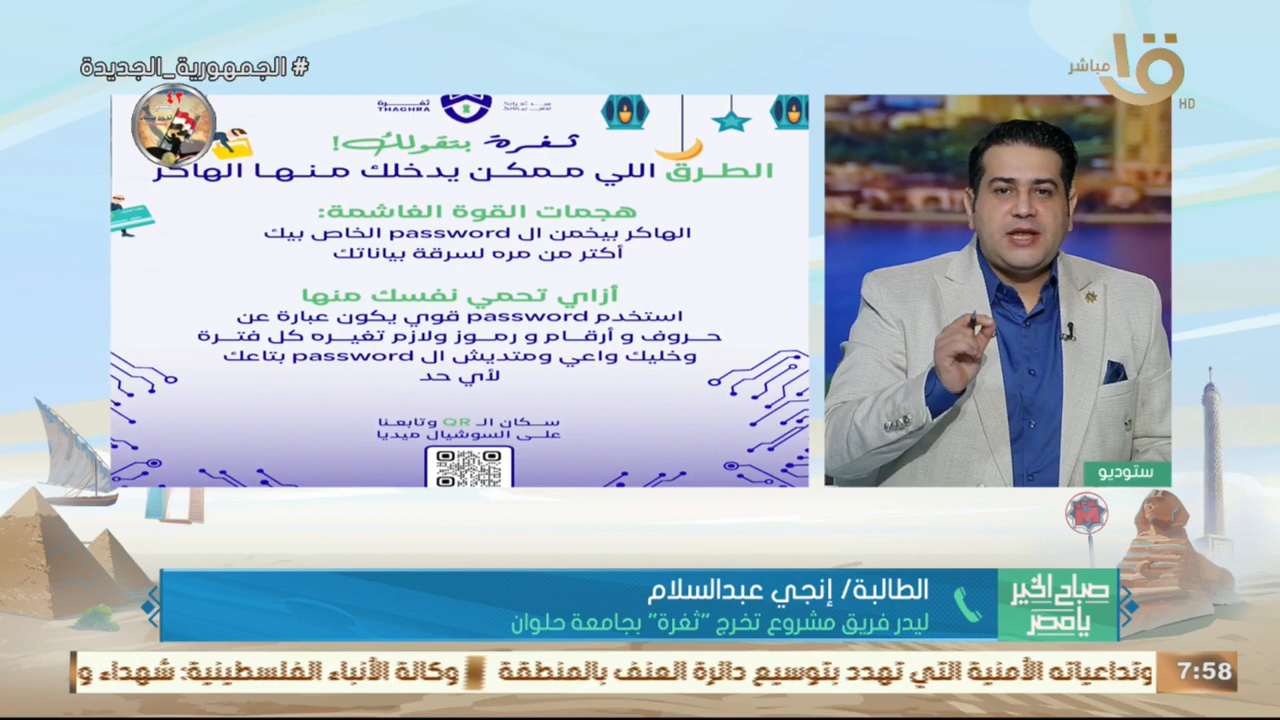 #الجمهورية_الجديدة
مباشر
HD
٤٢
ثغرة
THAGHRA
ثغرة بتقولك!
الطرق اللي ممكن يدخلك منها الهاكر
هجمات القوة الغاشمة:
الهاكر بيخمن ال password الخاص بيك
أكتر من مره لسرقة بياناتك
أزاي تحمي نفسك منها
استخدم password قوي يكون عبارة عن
حروف و أرقام و رموز ولازم تغيره كل فترة
وخليك واعي ومتديش ال password بتاعك
لأي حد
سكان الـ QR وتابعنا
على السوشيال ميديا
ستوديو
M
صباح الخير
يا مصر
الطالبة/ إنجي عبدالسلام
ليدر فريق مشروع تخرج "ثغرة" بجامعة حلوان
وتداعياته الأمنية التي تهدد بتوسيع دائرة العنف بالمنطقة
وكالة الأنباء الفلسطينية: شهداء و
7:58